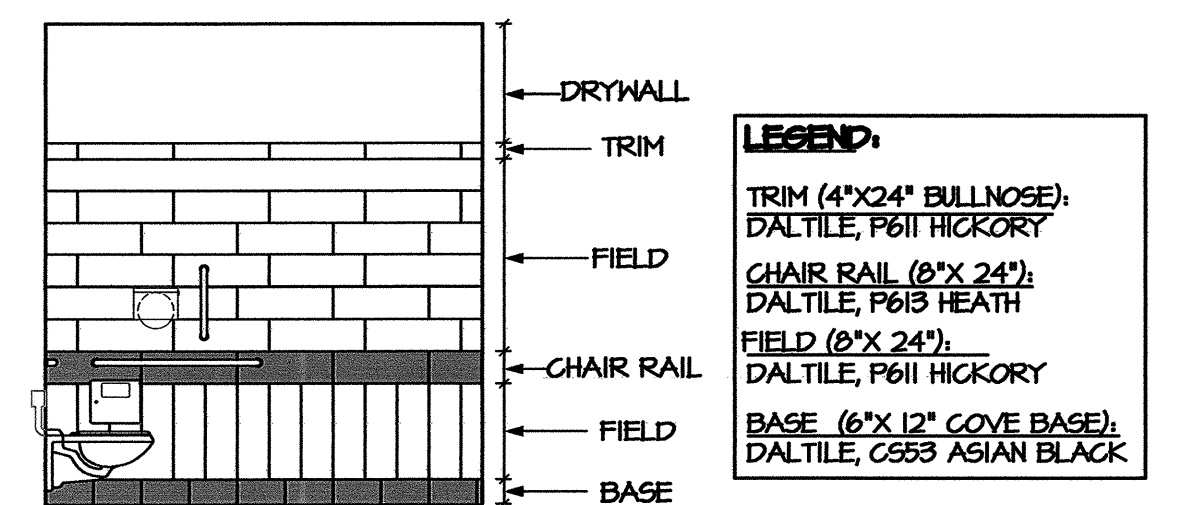 DRYWALL
TRIM
FIELD
CHAIR RAIL
FIELD
BASE
LEGEND:
TRIM (4"X24" BULLNOSE):
DALTILE, P611 HICKORY
CHAIR RAIL (8"X 24"):
DALTILE, P613 HEATH
FIELD (8"X 24"):
DALTILE, P611 HICKORY
BASE (6"X 12" COVE BASE):
DALTILE, CS53 ASIAN BLACK